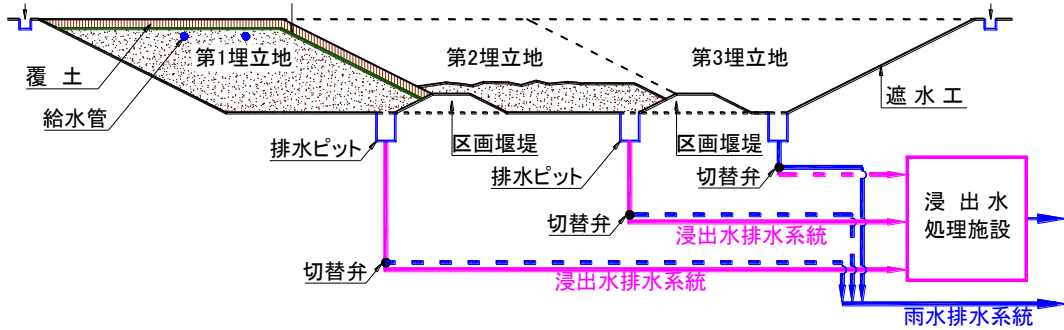 第1埋立地
第2埋立地
第3埋立地
覆 土
給水管
遮 水 工
排水ピット
区画堰堤
排水ピット
区画堰堤
切替弁
浸 出 水
処理施設
切替弁
浸出水排水系統
切替弁
浸出水排水系統
雨水排水系統